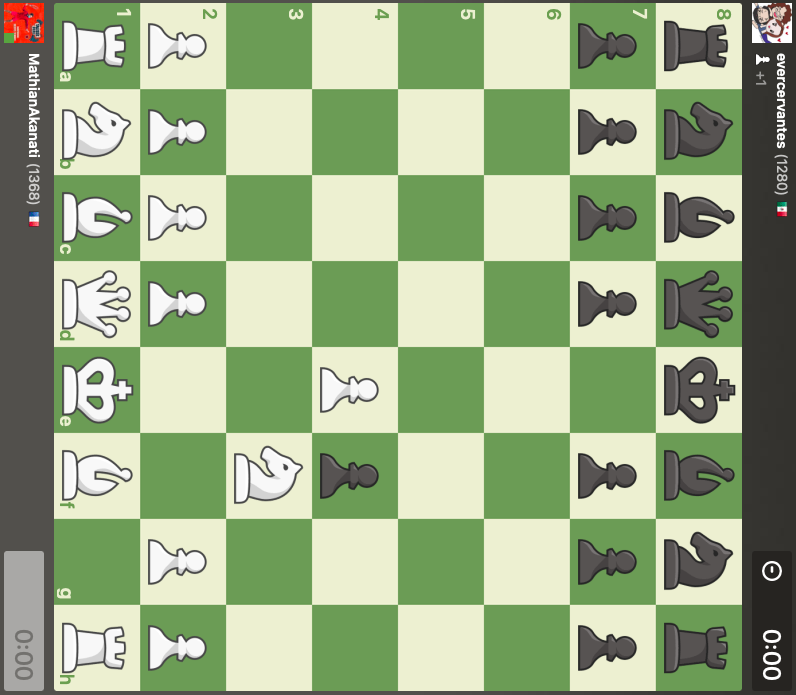 evercervantes (1280)
+1
0:00
8
7
6
5
4
3
2
1
a
b
c
d
e
f
g
h
MathianAkanati (1368)
0:00